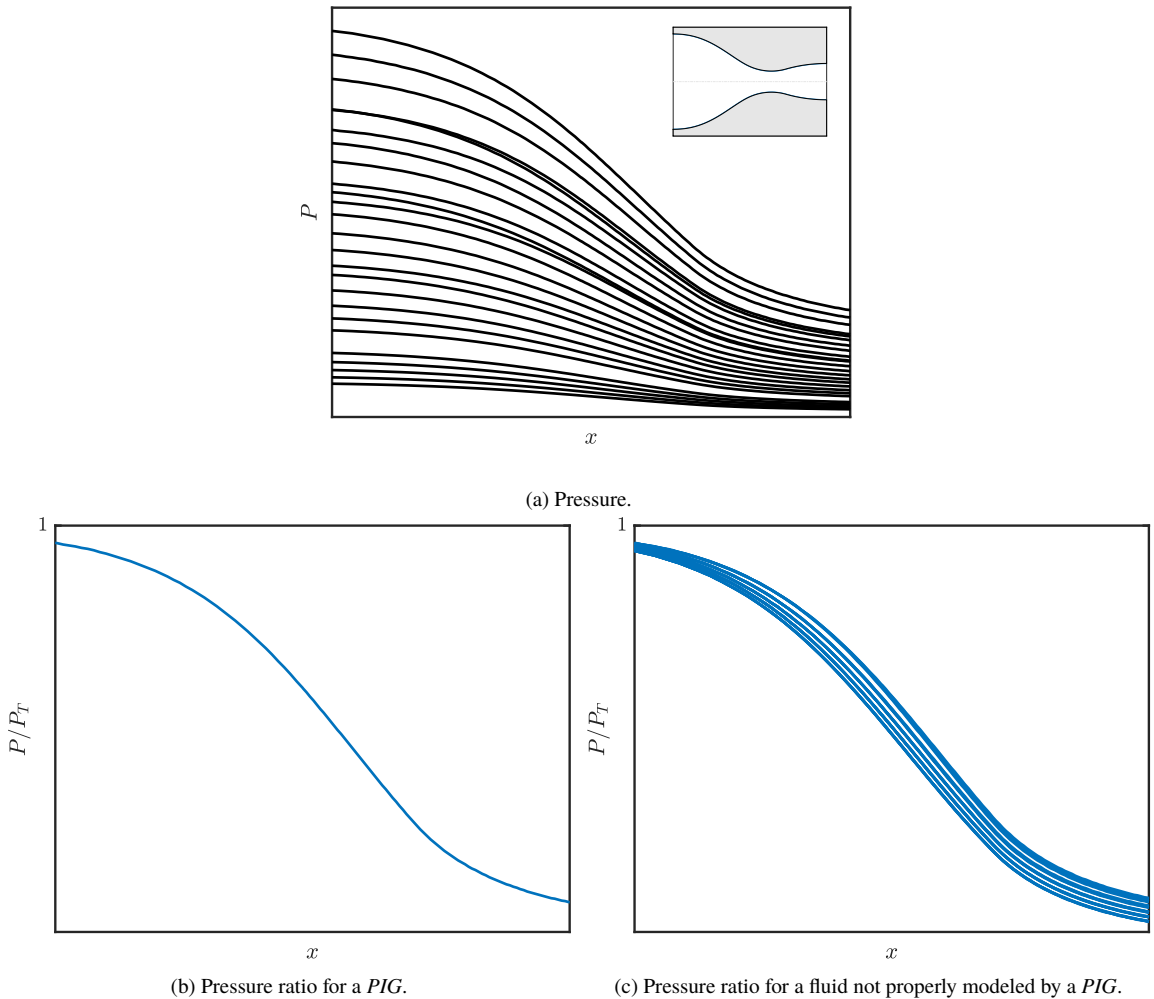 P
x
(a) Pressure.
1
P/P_T
x
(b) Pressure ratio for a PIG.
1
P/P_T
x
(c) Pressure ratio for a fluid not properly modeled by a PIG.